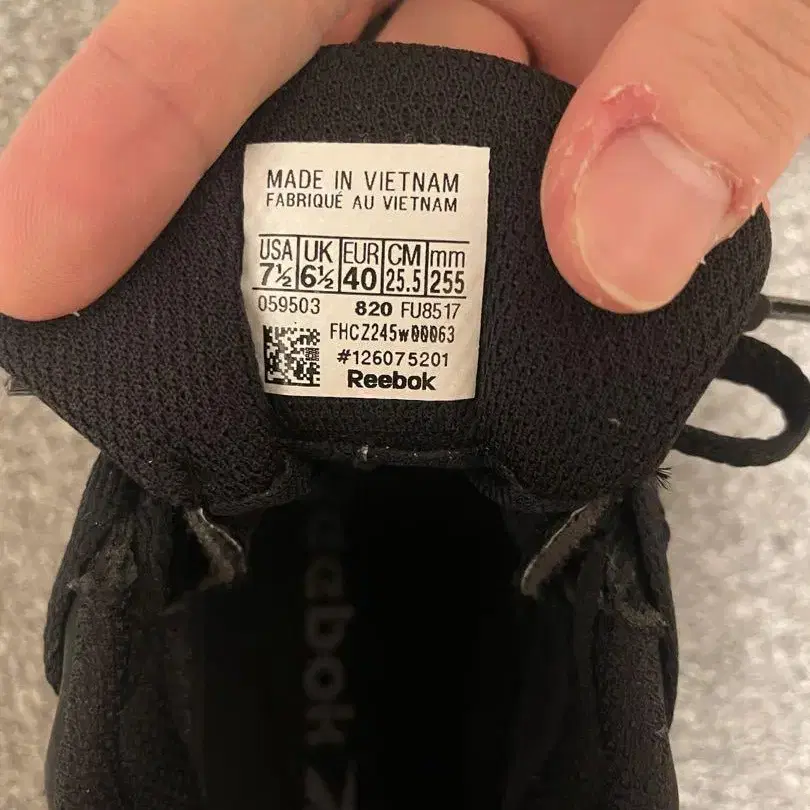 MADE IN VIETNAM
FABRIQUÉ AU VIETNAM
USA UK EUR CM mm
7½ 6½ 40 25.5 255
059503 820 FU8517
FHCZ245w00063
#126075201
Reebok
Reebok